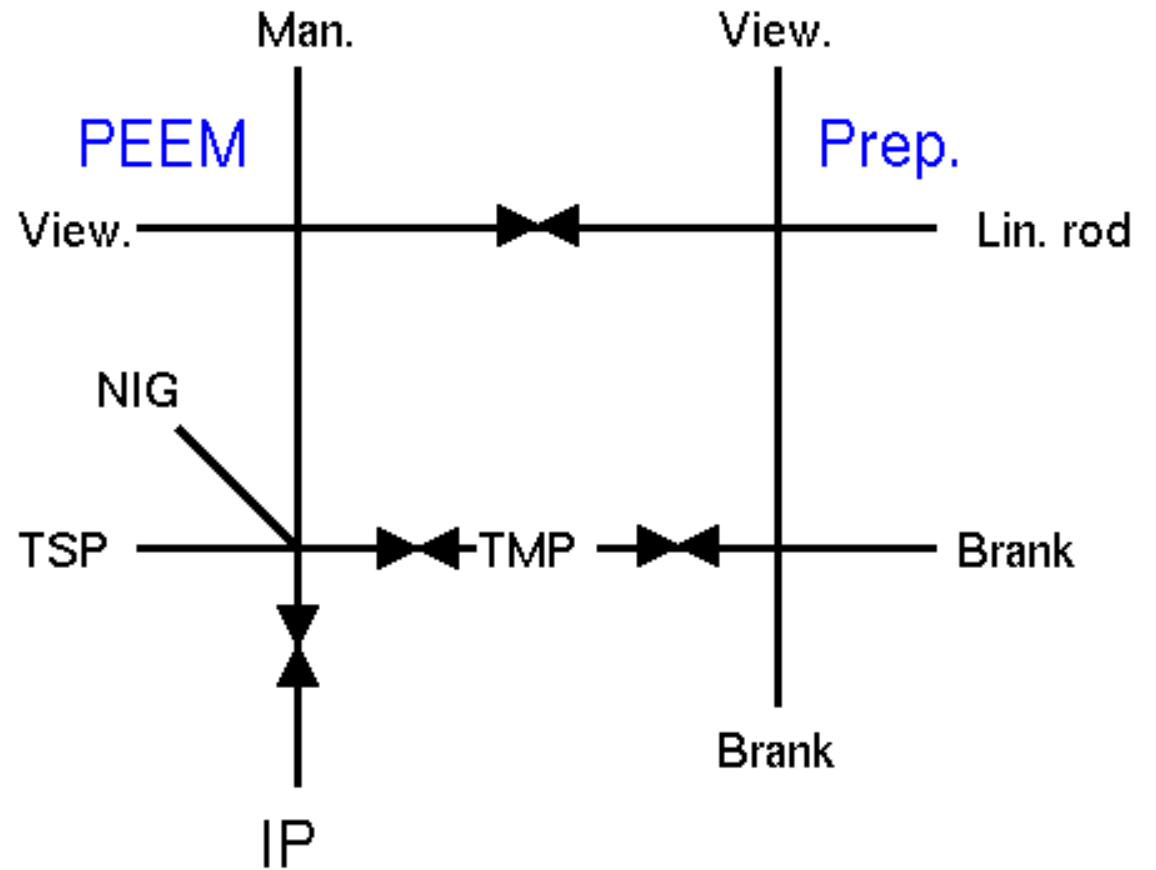 Man.
View.
PEEM
Prep.
View.
Lin. rod
NIG
TSP
TMP
Brank
Brank
IP